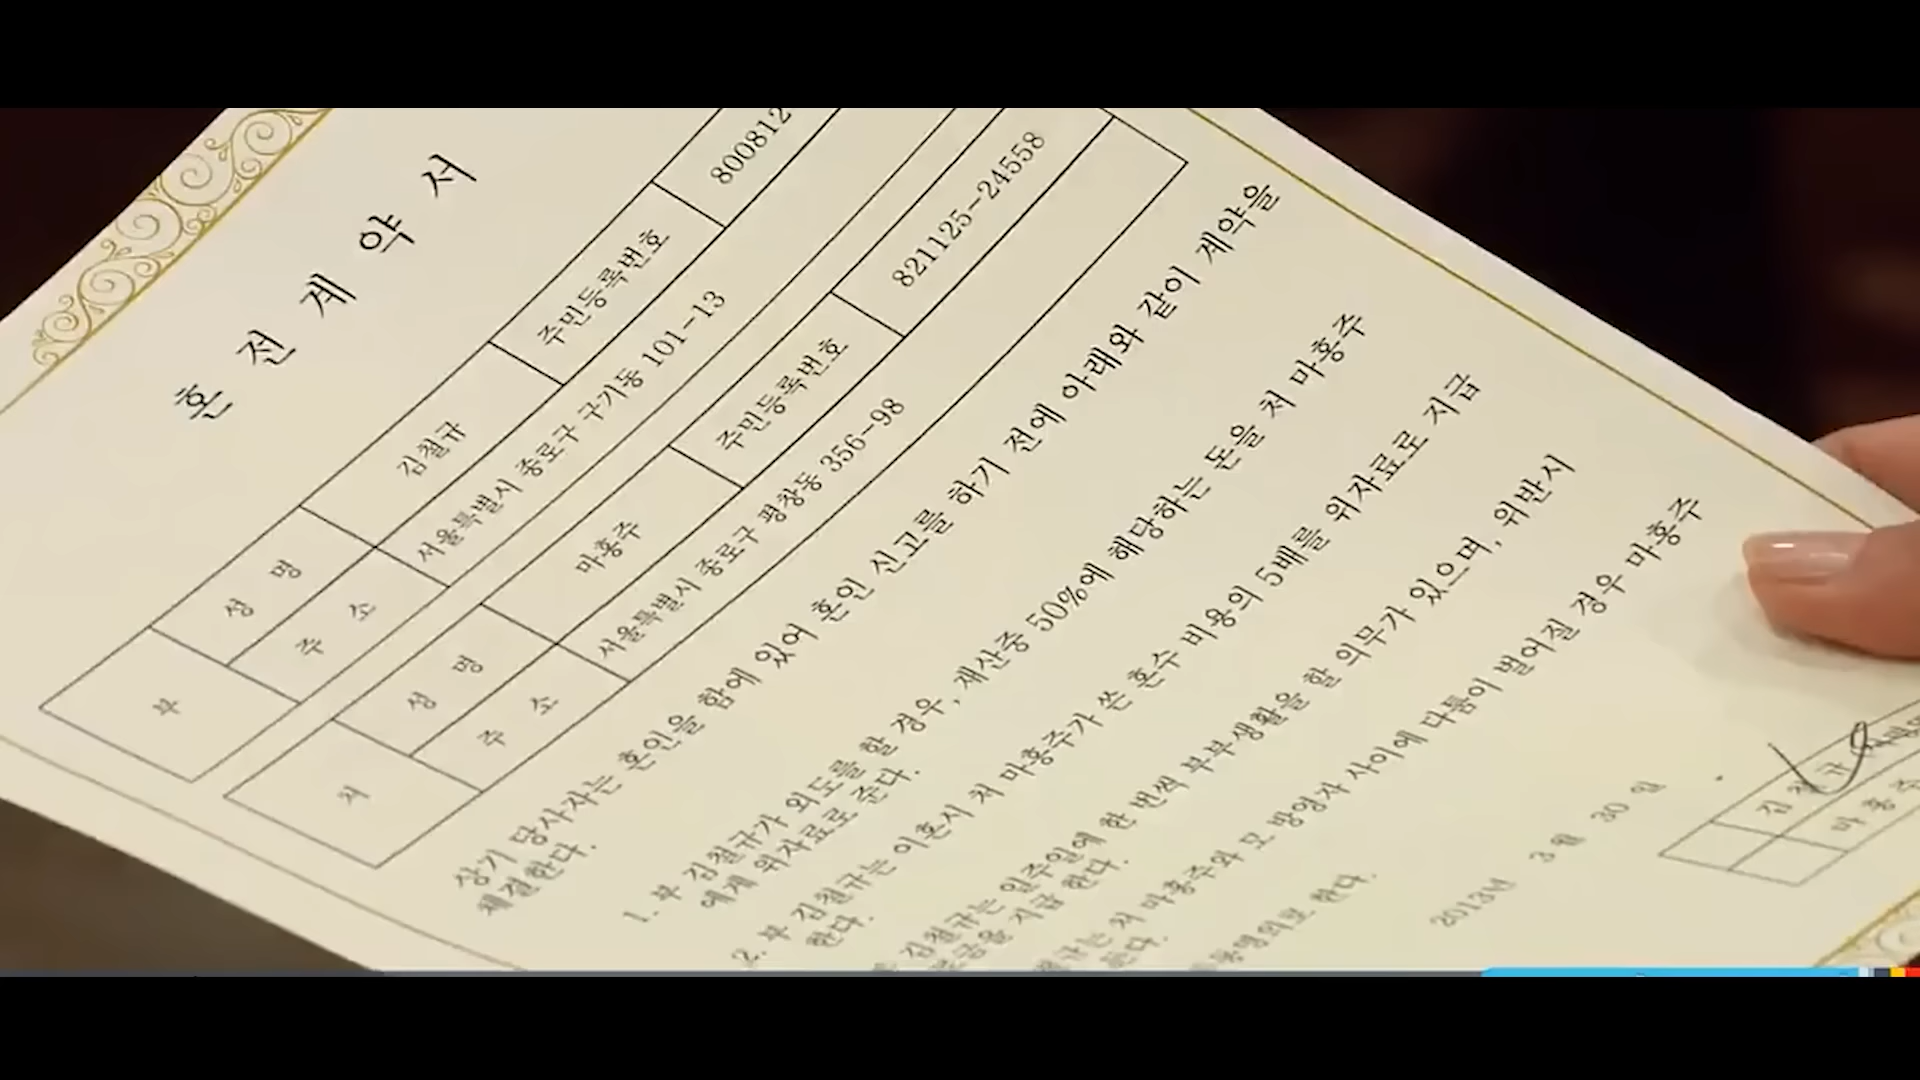 혼 전 계 약 서
부 성 명 김철규 주민등록번호 800812
주 소 서울특별시 종로구 구기동 101-13
처 성 명 마홍주 주민등록번호 821125-24558
주 소 서울특별시 종로구 평창동 356-98
상기 당사자는 혼인을 함에 있어 혼인 신고를 하기 전에 아래와 같이 계약을
체결한다.
1. 부 김철규가 외도를 할 경우, 재산중 50%에 해당하는 돈을 처 마홍주
에게 위자료로 준다.
2. 부 김철규는 이혼시 처 마홍주가 쓴 혼수 비용의 5배를 위자료로 지급
한다.
김철규는 일주일에 한 번씩 부부생활을 할 의무가 있으며, 위반시
지급 한다.
처 마홍주와 모 방영자 사이에 다툼이 벌어질 경우 마홍주
한다.
2013년 3월 30일
김 철 규
마 홍 주